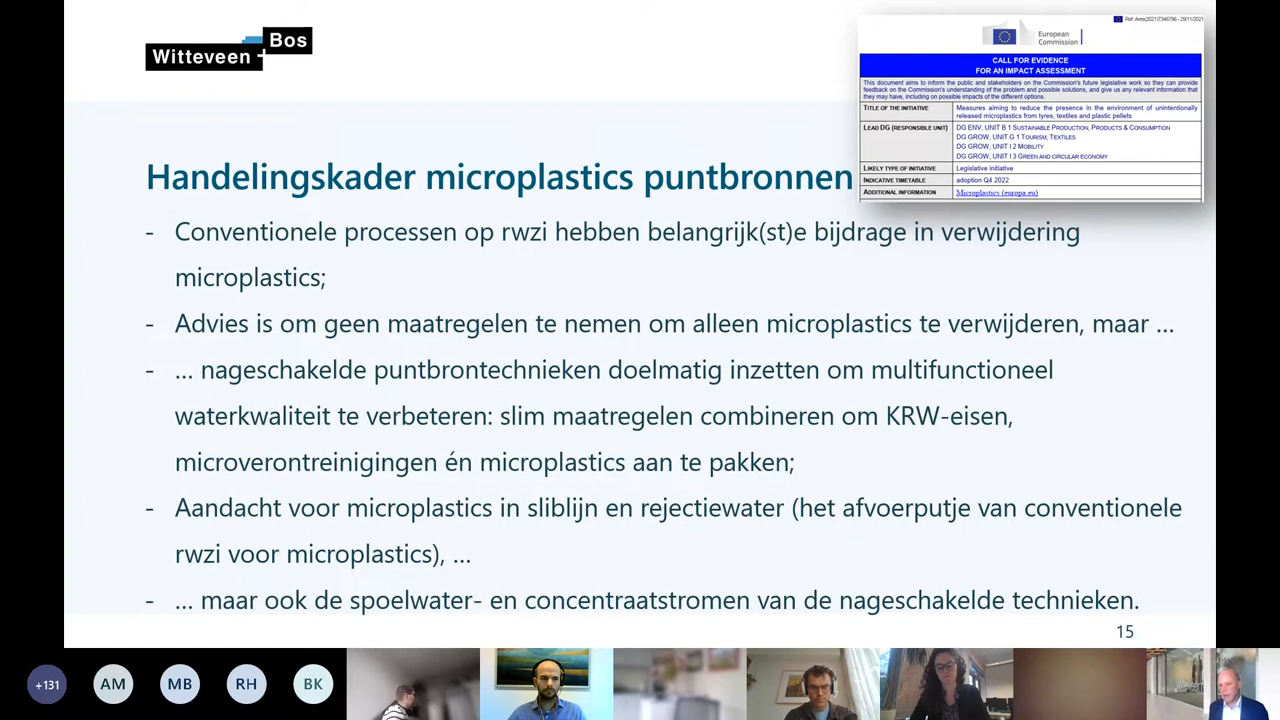 Witteveen + Bos
Ref. Ares(2021)7346796 - 29/11/2021
European
Commission
CALL FOR EVIDENCE
FOR AN IMPACT ASSESSMENT
This document aims to inform the public and stakeholders on the Commission's future legislative work so they can provide
feedback on the Commission's understanding of the problem and possible solutions, and give us any relevant information that
they may have, including on possible impacts of the different options.
TITLE OF THE INITIATIVE Measures aiming to reduce the presence in the environment of unintentionally
released microplastics from tyres, textiles and plastic pellets
LEAD DG (RESPONSIBLE UNIT) DG ENV, UNIT B 1 SUSTAINABLE PRODUCTION, PRODUCTS & CONSUMPTION
DG GROW, UNIT G 1 TOURISM, TEXTILES
DG GROW, UNIT I 2 MOBILITY
DG GROW, UNIT I 3 GREEN AND CIRCULAR ECONOMY
LIKELY TYPE OF INITIATIVE Legislative initiative
INDICATIVE TIMETABLE adoption Q4 2022
ADDITIONAL INFORMATION Microplastics (europa.eu)
Handelingskader microplastics puntbronnen
- Conventionele processen op rwzi hebben belangrijk(st)e bijdrage in verwijdering
microplastics;
- Advies is om geen maatregelen te nemen om alleen microplastics te verwijderen, maar ...
- ... nageschakelde puntbrontechnieken doelmatig inzetten om multifunctioneel
waterkwaliteit te verbeteren: slim maatregelen combineren om KRW-eisen,
microverontreinigingen én microplastics aan te pakken;
- Aandacht voor microplastics in sliblijn en rejectiewater (het afvoerputje van conventionele
rwzi voor microplastics), ...
- ... maar ook de spoelwater- en concentraatstromen van de nageschakelde technieken.
15
+131 AM MB RH BK